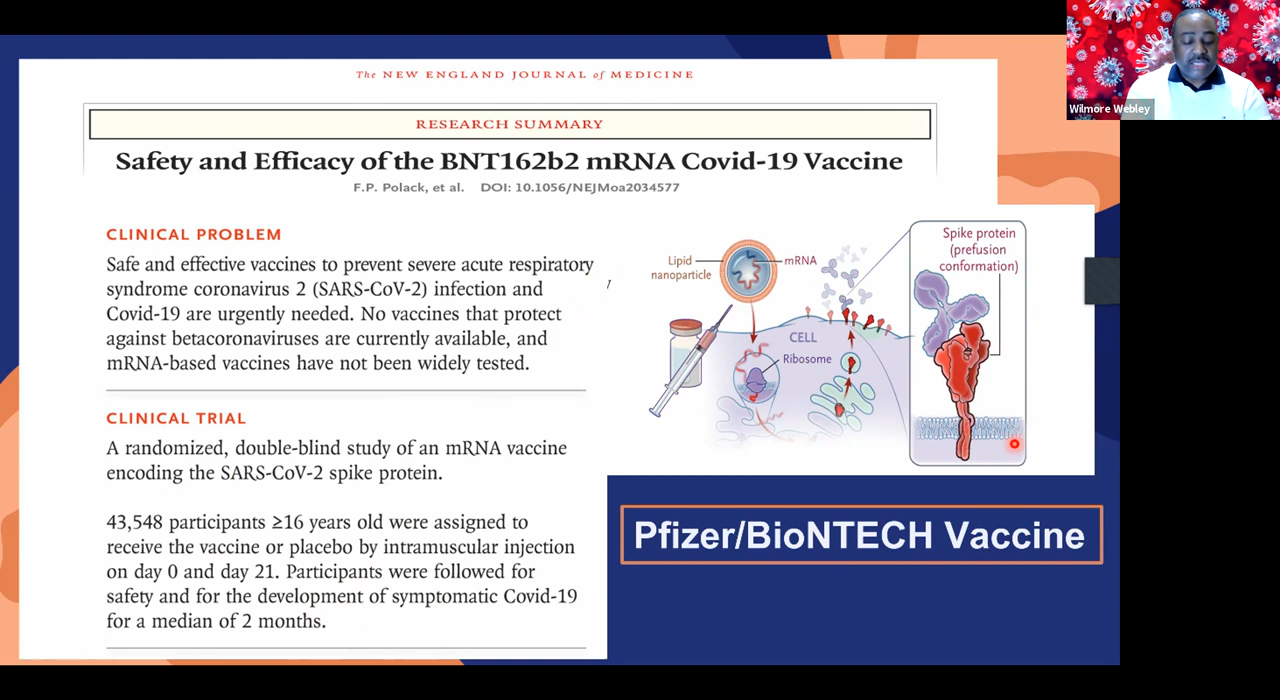 Wilmore Webley
The NEW ENGLAND JOURNAL of MEDICINE
RESEARCH SUMMARY
Safety and Efficacy of the BNT162b2 mRNA Covid-19 Vaccine
F.P. Polack, et al. DOI: 10.1056/NEJMoa2034577
CLINICAL PROBLEM
Safe and effective vaccines to prevent severe acute respiratory
syndrome coronavirus 2 (SARS-CoV-2) infection and
Covid-19 are urgently needed. No vaccines that protect
against betacoronaviruses are currently available, and
mRNA-based vaccines have not been widely tested.
CLINICAL TRIAL
A randomized, double-blind study of an mRNA vaccine
encoding the SARS-CoV-2 spike protein.
43,548 participants ≥16 years old were assigned to
receive the vaccine or placebo by intramuscular injection
on day 0 and day 21. Participants were followed for
safety and for the development of symptomatic Covid-19
for a median of 2 months.
Lipid
nanoparticle
mRNA
CELL
Ribosome
Spike protein
(prefusion
conformation)
Pfizer/BioNTECH Vaccine